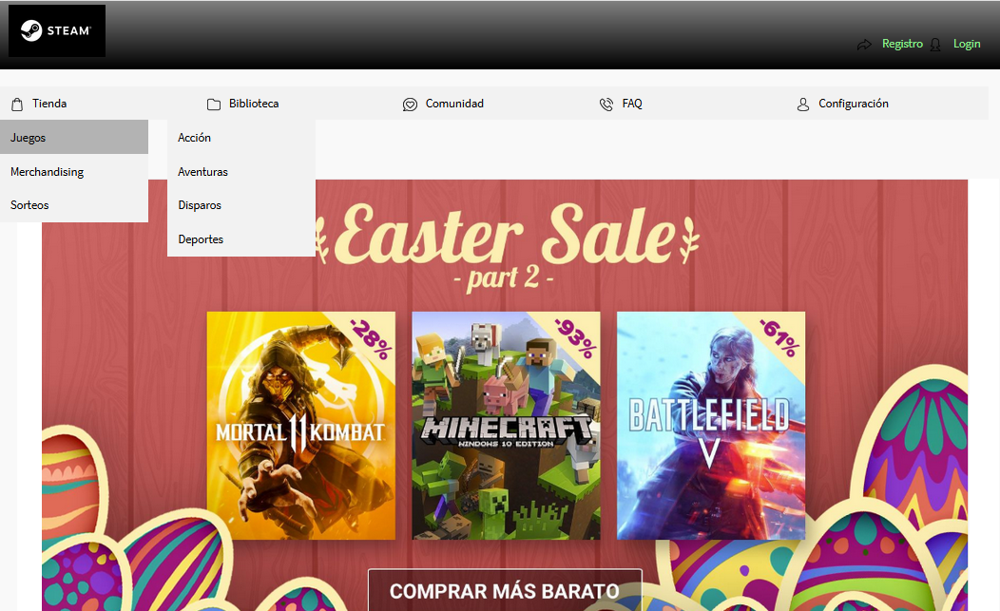 STEAM®
Registro
Login
Tienda
Biblioteca
Comunidad
FAQ
Configuración
Juegos
Merchandising
Sorteos
Acción
Aventuras
Disparos
Deportes
Easter Sale
- part 2 -
-28%
MORTAL KOMBAT 11
-93%
MINECRAFT
WINDOWS 10 EDITION
-61%
BATTLEFIELD
V
COMPRAR MÁS BARATO